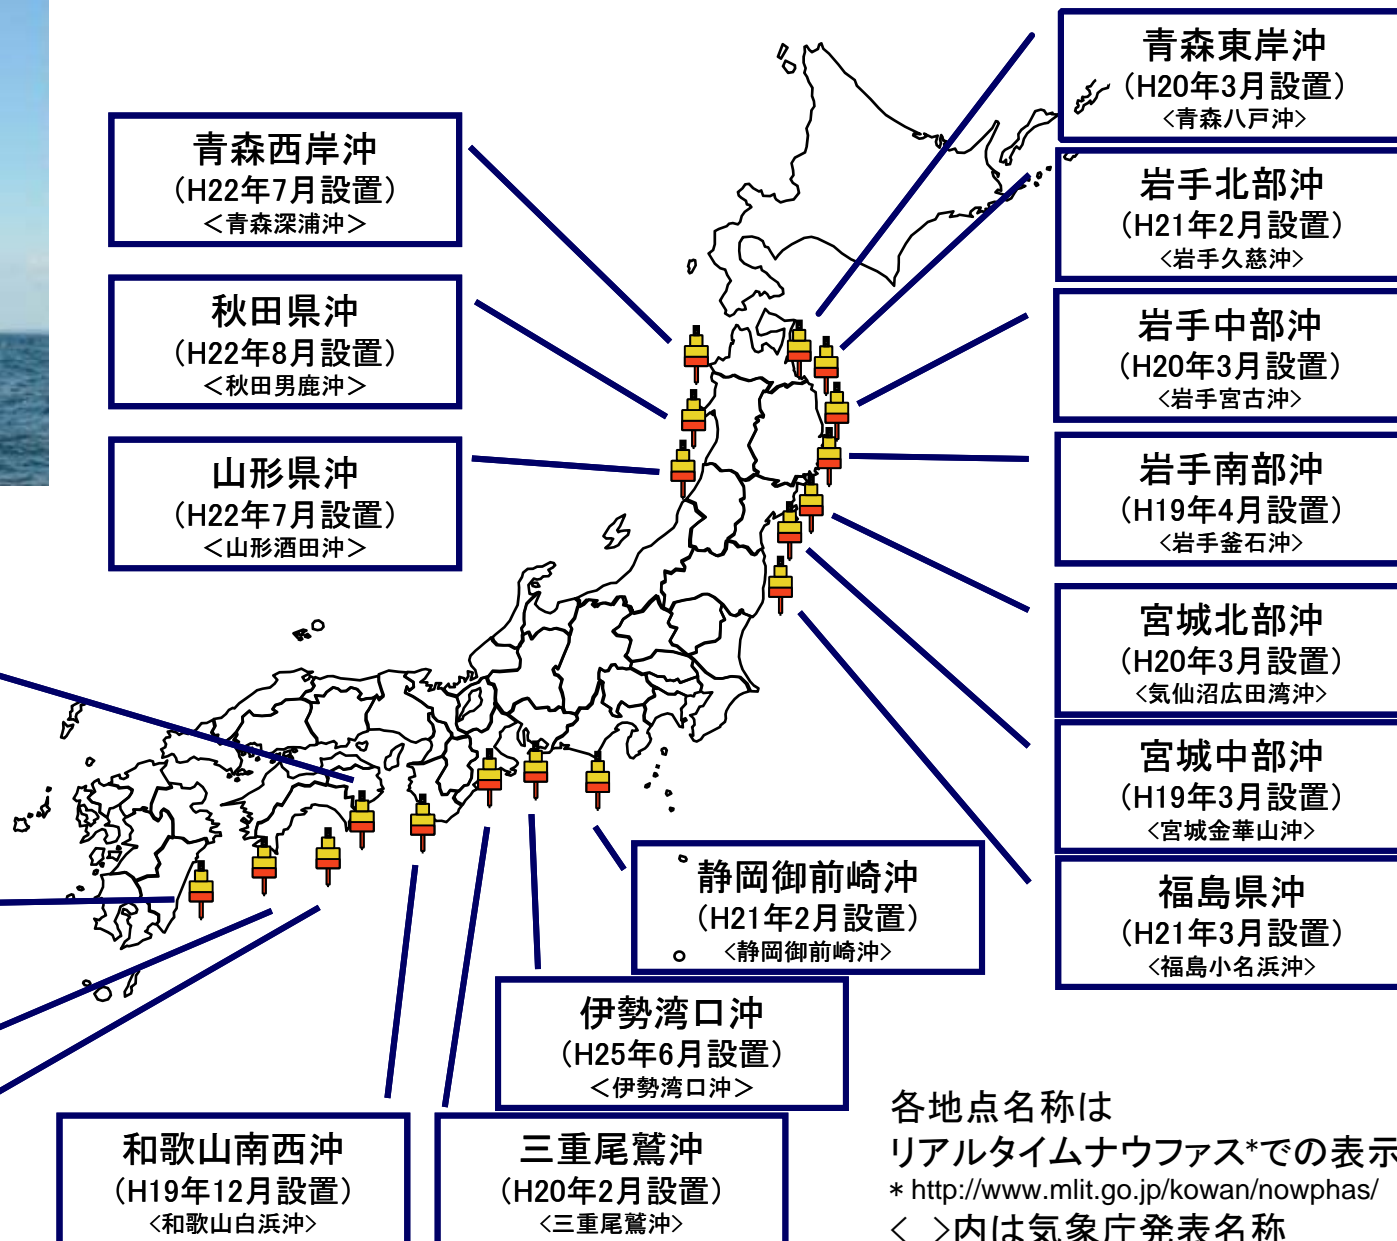 青森東岸沖
(H20年3月設置)
<青森八戸沖>
青森西岸沖
(H22年7月設置)
<青森深浦沖>
岩手北部沖
(H21年2月設置)
<岩手久慈沖>
秋田県沖
(H22年8月設置)
<秋田男鹿沖>
岩手中部沖
(H20年3月設置)
<岩手宮古沖>
山形県沖
(H22年7月設置)
<山形酒田沖>
岩手南部沖
(H19年4月設置)
<岩手釜石沖>
宮城北部沖
(H20年3月設置)
<気仙沼広田湾沖>
宮城中部沖
(H19年3月設置)
<宮城金華山沖>
福島県沖
(H21年3月設置)
<福島小名浜沖>
静岡御前崎沖
(H21年2月設置)
<静岡御前崎沖>
伊勢湾口沖
(H25年6月設置)
<伊勢湾口沖>
和歌山南西沖
(H19年12月設置)
<和歌山白浜沖>
三重尾鷲沖
(H20年2月設置)
<三重尾鷲沖>
各地点名称は
リアルタイムナウファス*での表示
* http://www.mlit.go.jp/kowan/nowphas/
< >内は気象庁発表名称